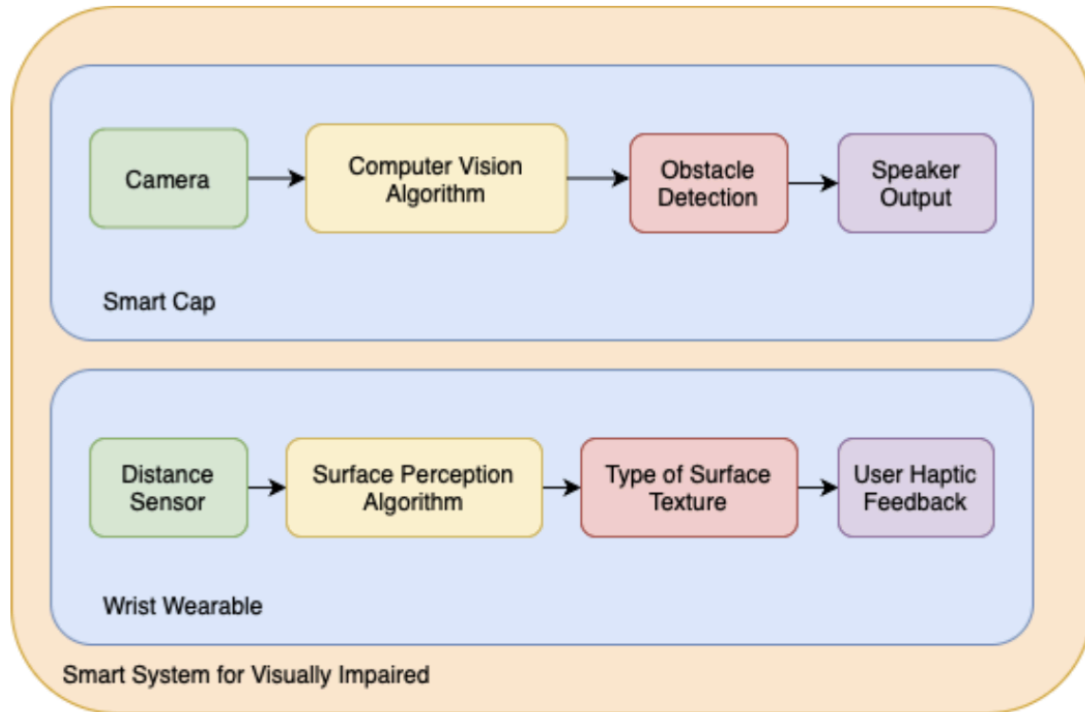 Camera
Computer Vision
Algorithm
Obstacle
Detection
Speaker
Output
Smart Cap
Distance
Sensor
Surface Perception
Algorithm
Type of Surface
Texture
User Haptic
Feedback
Wrist Wearable
Smart System for Visually Impaired